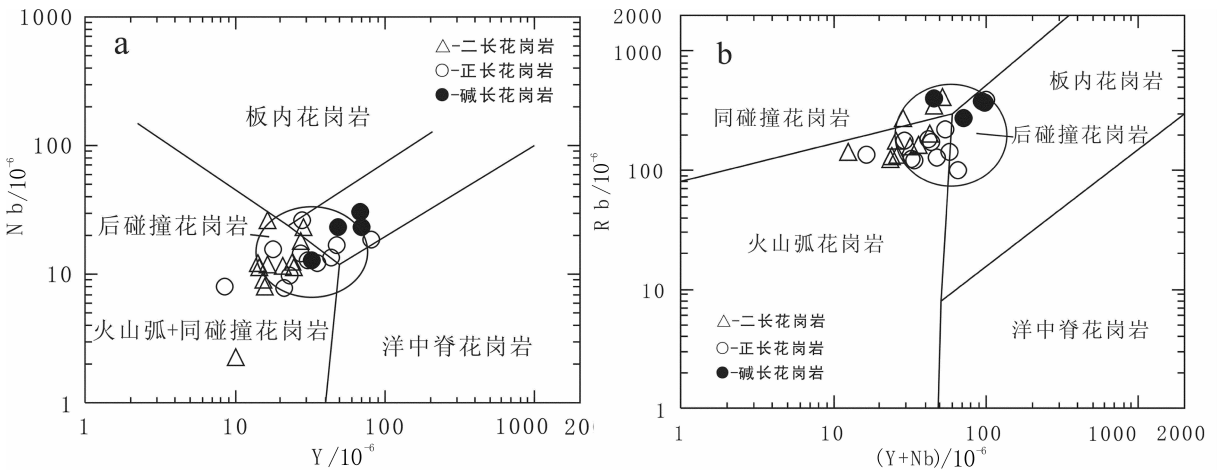 a
△-二长花岗岩
○-正长花岗岩
●-碱长花岗岩
板内花岗岩
后碰撞花岗岩
火山弧+同碰撞花岗岩
洋中脊花岗岩
1000
100
10
1
Nb/10⁻⁶
1 10 100 1000 20
Y/10⁻⁶
b
板内花岗岩
同碰撞花岗岩
后碰撞花岗岩
火山弧花岗岩
洋中脊花岗岩
△-二长花岗岩
○-正长花岗岩
●-碱长花岗岩
2000
1000
100
10
1
Rb/10⁻⁶
1 10 100 1000 2000
(Y+Nb)/10⁻⁶